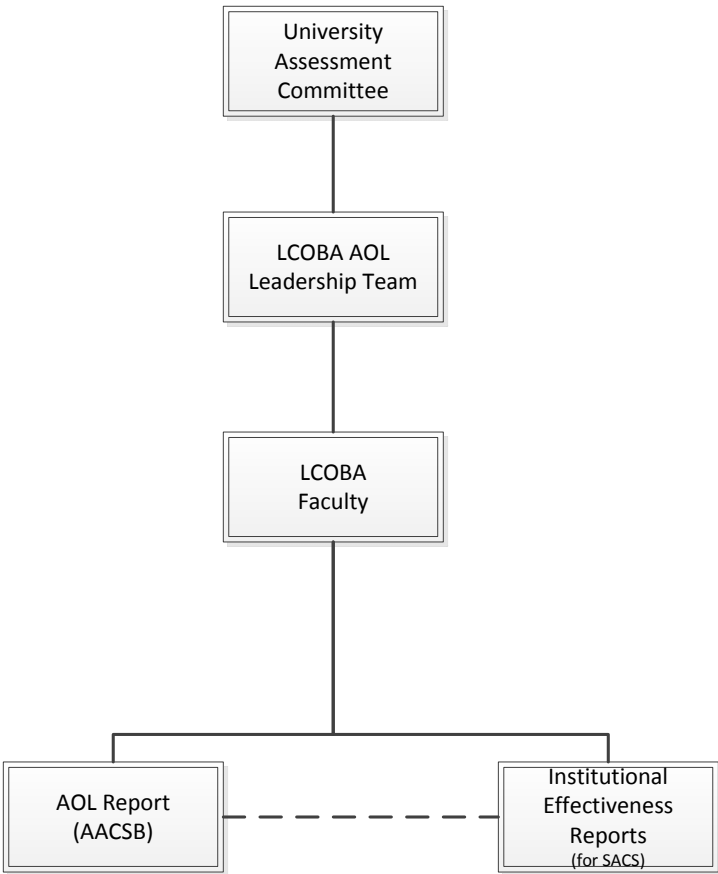 University
Assessment
Committee
LCOBA AOL
Leadership Team
LCOBA
Faculty
AOL Report
(AACSB)
Institutional
Effectiveness
Reports
(for SACS)